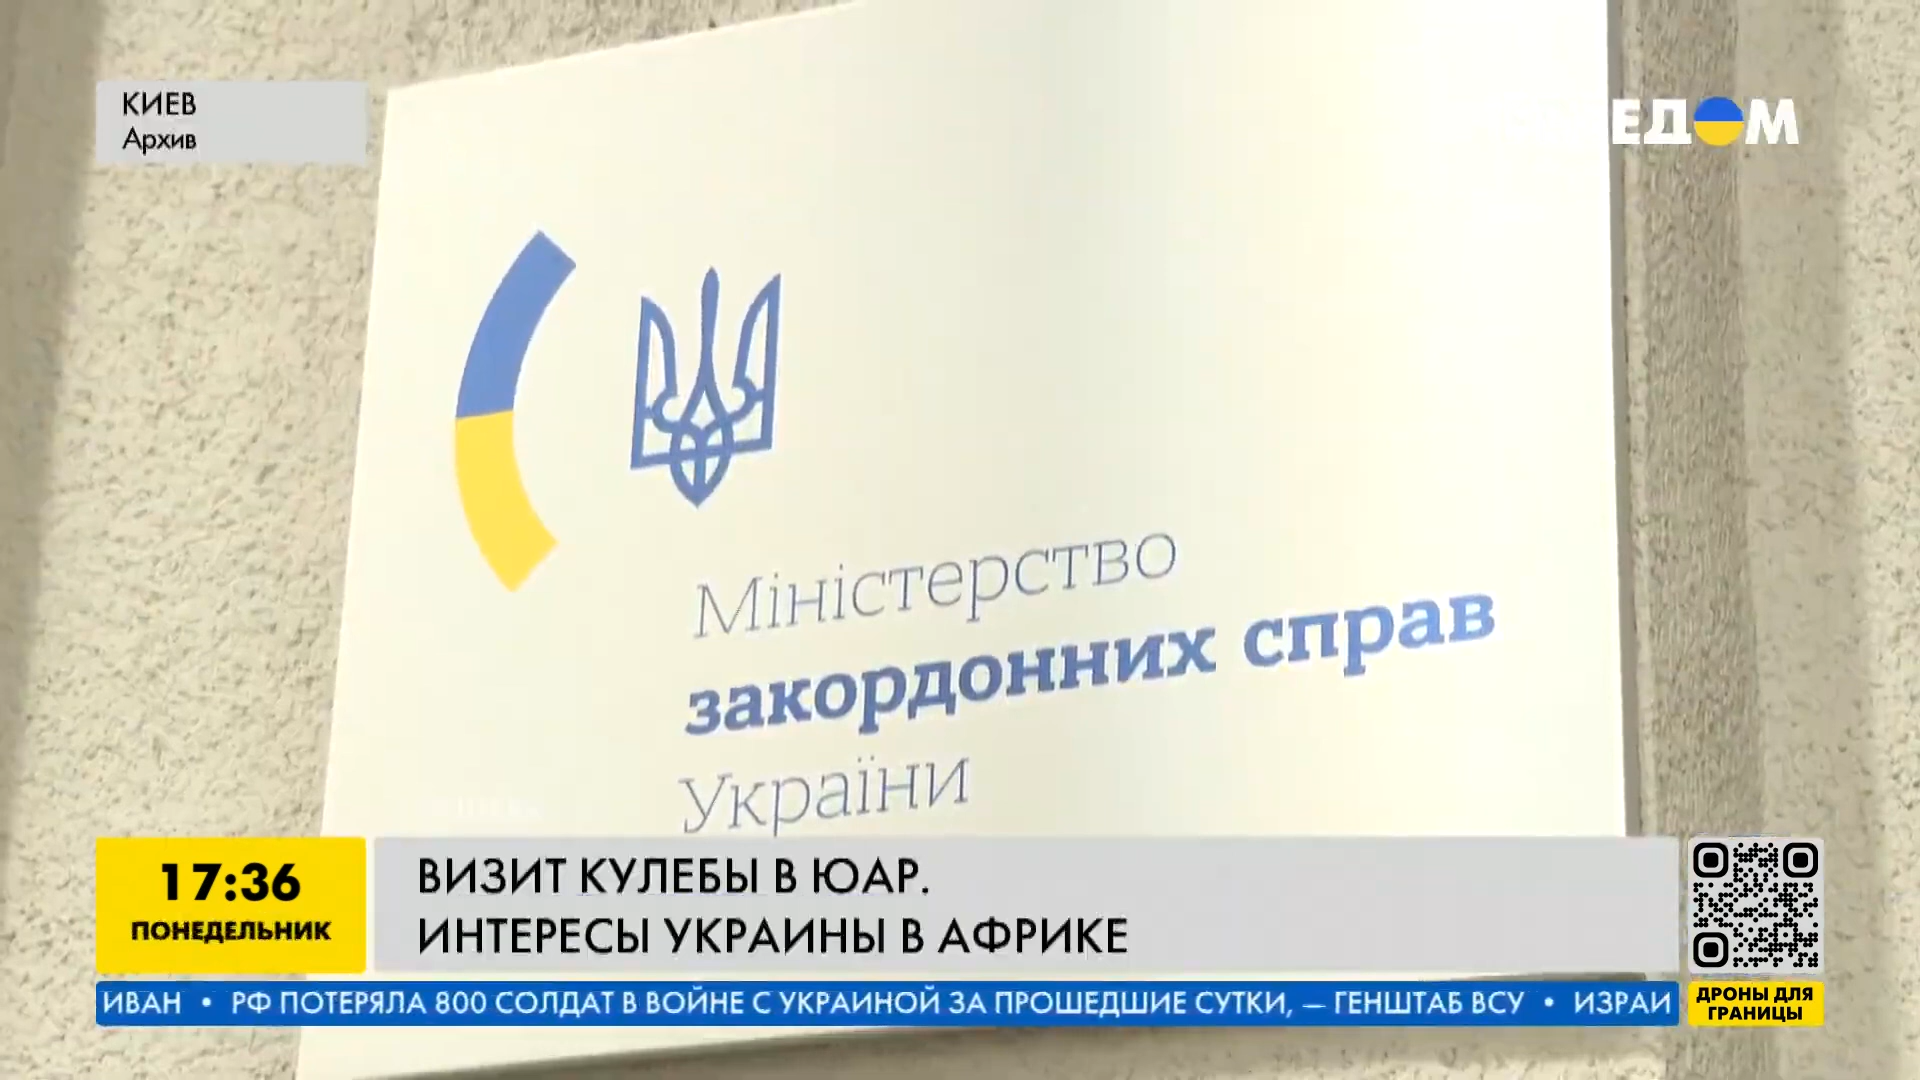 КИЕВ
Архив
ЕДОМ
Міністерство
закордонних справ
України
17:36
ПОНЕДЕЛЬНИК
ВИЗИТ КУЛЕБЫ В ЮАР.
ИНТЕРЕСЫ УКРАИНЫ В АФРИКЕ
ИВАН • РФ ПОТЕРЯЛА 800 СОЛДАТ В ВОЙНЕ С УКРАИНОЙ ЗА ПРОШЕДШИЕ СУТКИ, — ГЕНШТАБ ВСУ • ИЗРАИ
ДРОНЫ ДЛЯ
ГРАНИЦЫ